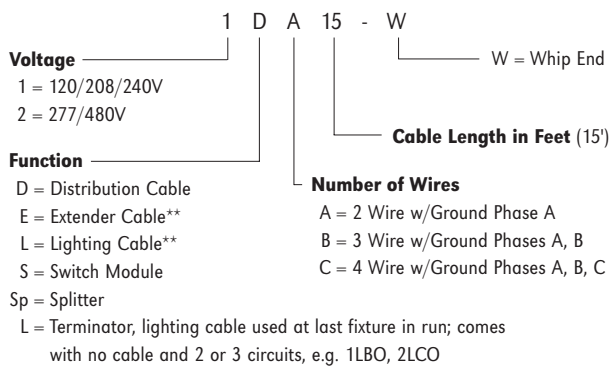 1 D A 15 - W
Voltage
W = Whip End
1 = 120/208/240V
2 = 277/480V
Cable Length in Feet (15')
Function
Number of Wires
D = Distribution Cable
A = 2 Wire w/Ground Phase A
E = Extender Cable**
B = 3 Wire w/Ground Phases A, B
L = Lighting Cable**
C = 4 Wire w/Ground Phases A, B, C
S = Switch Module
Sp = Splitter
L = Terminator, lighting cable used at last fixture in run; comes
with no cable and 2 or 3 circuits, e.g. 1LBO, 2LCO